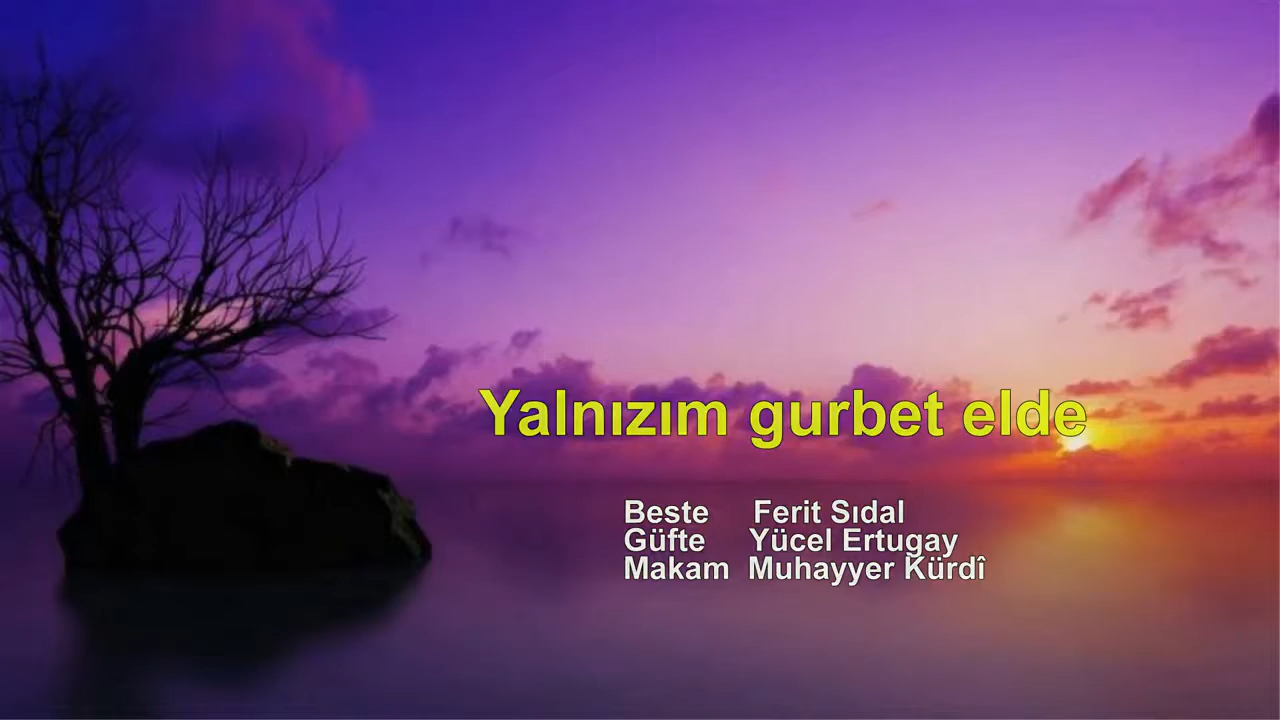 Yalnızım gurbet elde
Beste Ferit Sıdal
Güfte Yücel Ertugay
Makam Muhayyer Kürdî